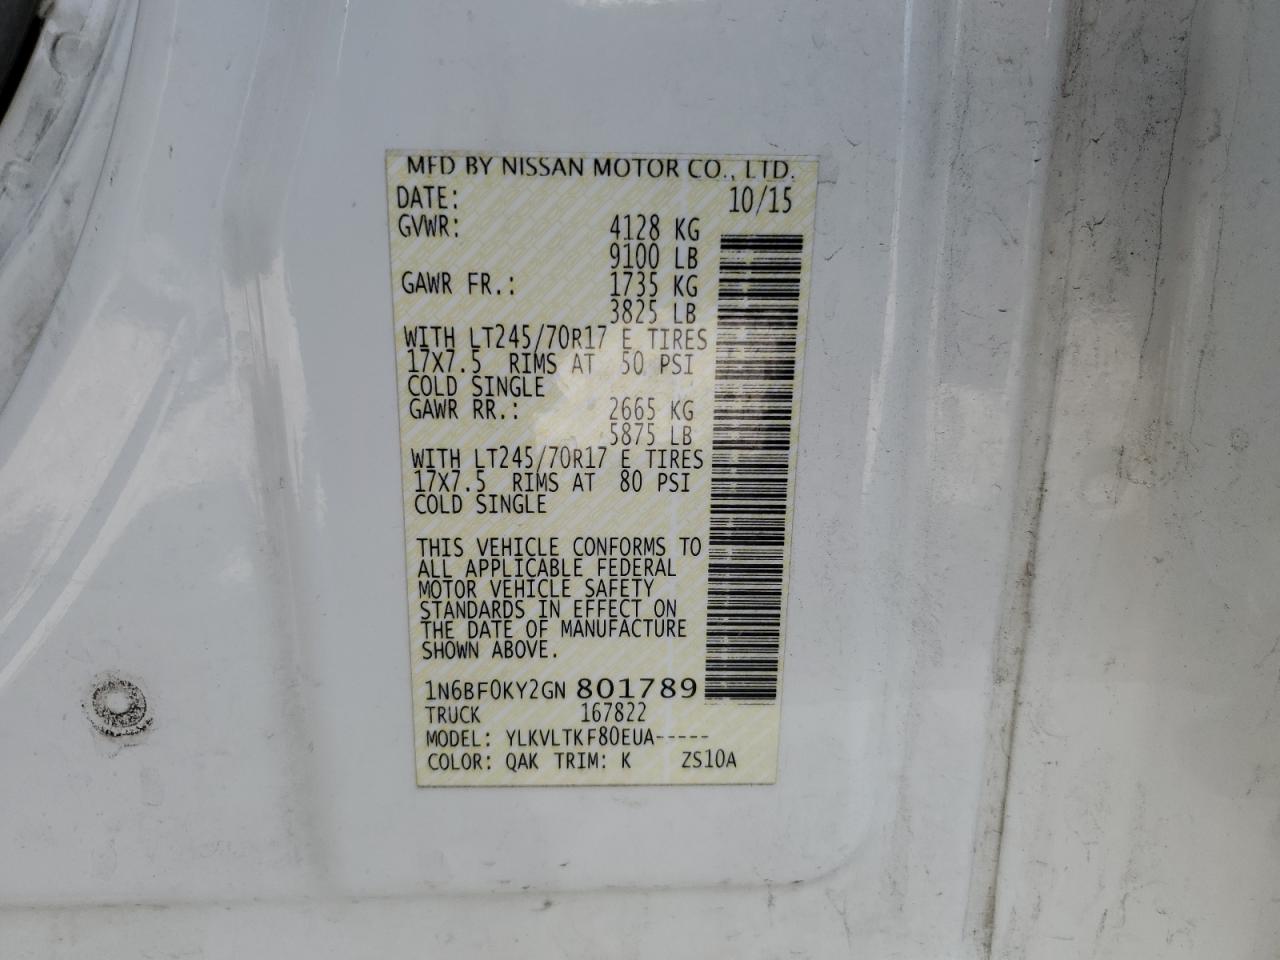 MFD BY NISSAN MOTOR CO., LTD.
DATE: 10/15
GVWR: 4128 KG
9100 LB
GAWR FR.: 1735 KG
3825 LB
WITH LT245/70R17 E TIRES
17X7.5 RIMS AT 50 PSI
COLD SINGLE
GAWR RR.: 2665 KG
5875 LB
WITH LT245/70R17 E TIRES
17X7.5 RIMS AT 80 PSI
COLD SINGLE
THIS VEHICLE CONFORMS TO
ALL APPLICABLE FEDERAL
MOTOR VEHICLE SAFETY
STANDARDS IN EFFECT ON
THE DATE OF MANUFACTURE
SHOWN ABOVE.
1N6BF0KY2GN 801789
TRUCK 167822
MODEL: YLKVLTKF80EUA-----
COLOR: QAK TRIM: K ZS10A